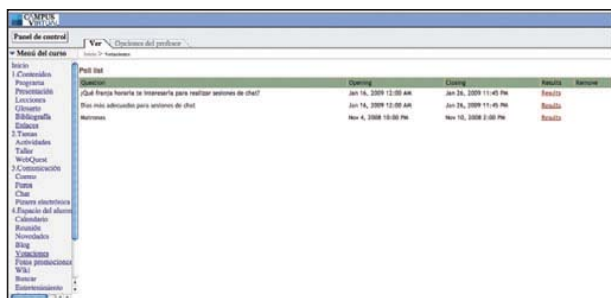 CAMPUS
VIRTUAL
Panel de control
Ver
Opciones del profesor
Menú del curso
Inicio > Votaciones
Inicio
1.Contenidos
Programa
Presentación
Lecciones
Glosario
Bibliografía
Enlaces
2.Tareas
Actividades
Taller
WebQuest
3.Comunicación
Correo
Foros
Chat
Pizarra electrónica
4.Espacio del alumn
Calendario
Reunión
Novedades
Blog
Votaciones
Fotos promociones
Wiki
Buscar
Entretenimiento
Poll list
Question Opening Closing Results Remove
¿Qué franja horaria te interesaría para realizar sesiones de chat? Jan 16, 2009 12:00 AM Jan 26, 2009 11:45 PM Results
Días más adecuados para sesiones de chat Jan 16, 2009 12:00 AM Jan 26, 2009 11:45 PM Results
Matronas Nov 4, 2008 10:00 PM Nov 10, 2008 2:00 PM Results